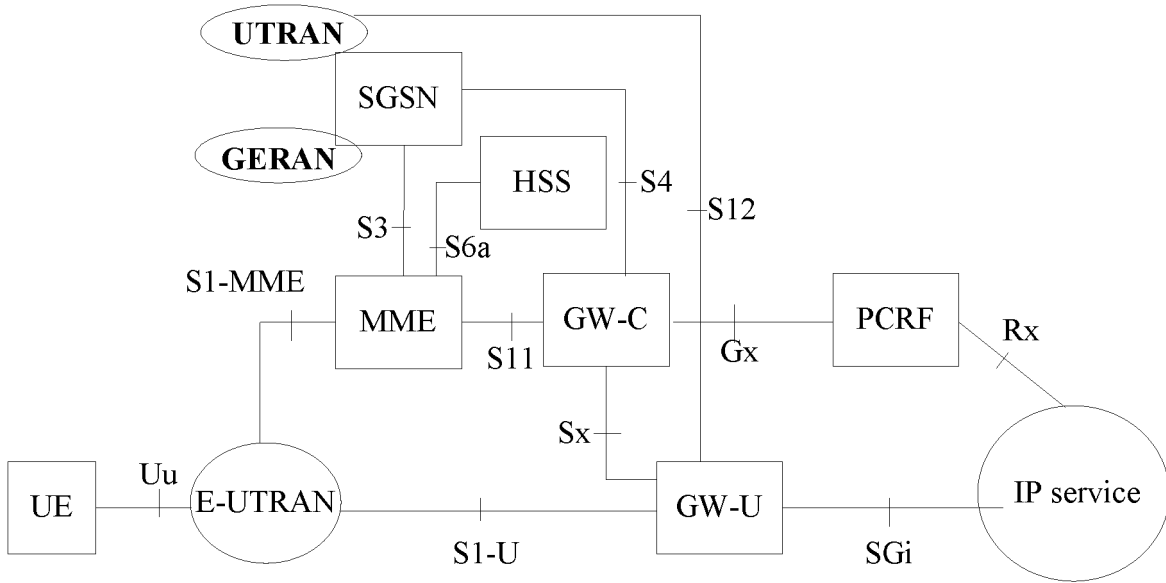 UTRAN
SGSN
GERAN
HSS
S4
S12
S3
S6a
S1-MME
MME
GW-C
PCRF
S11
Gx
Rx
Sx
Uu
UE
E-UTRAN
GW-U
IP service
S1-U
SGi